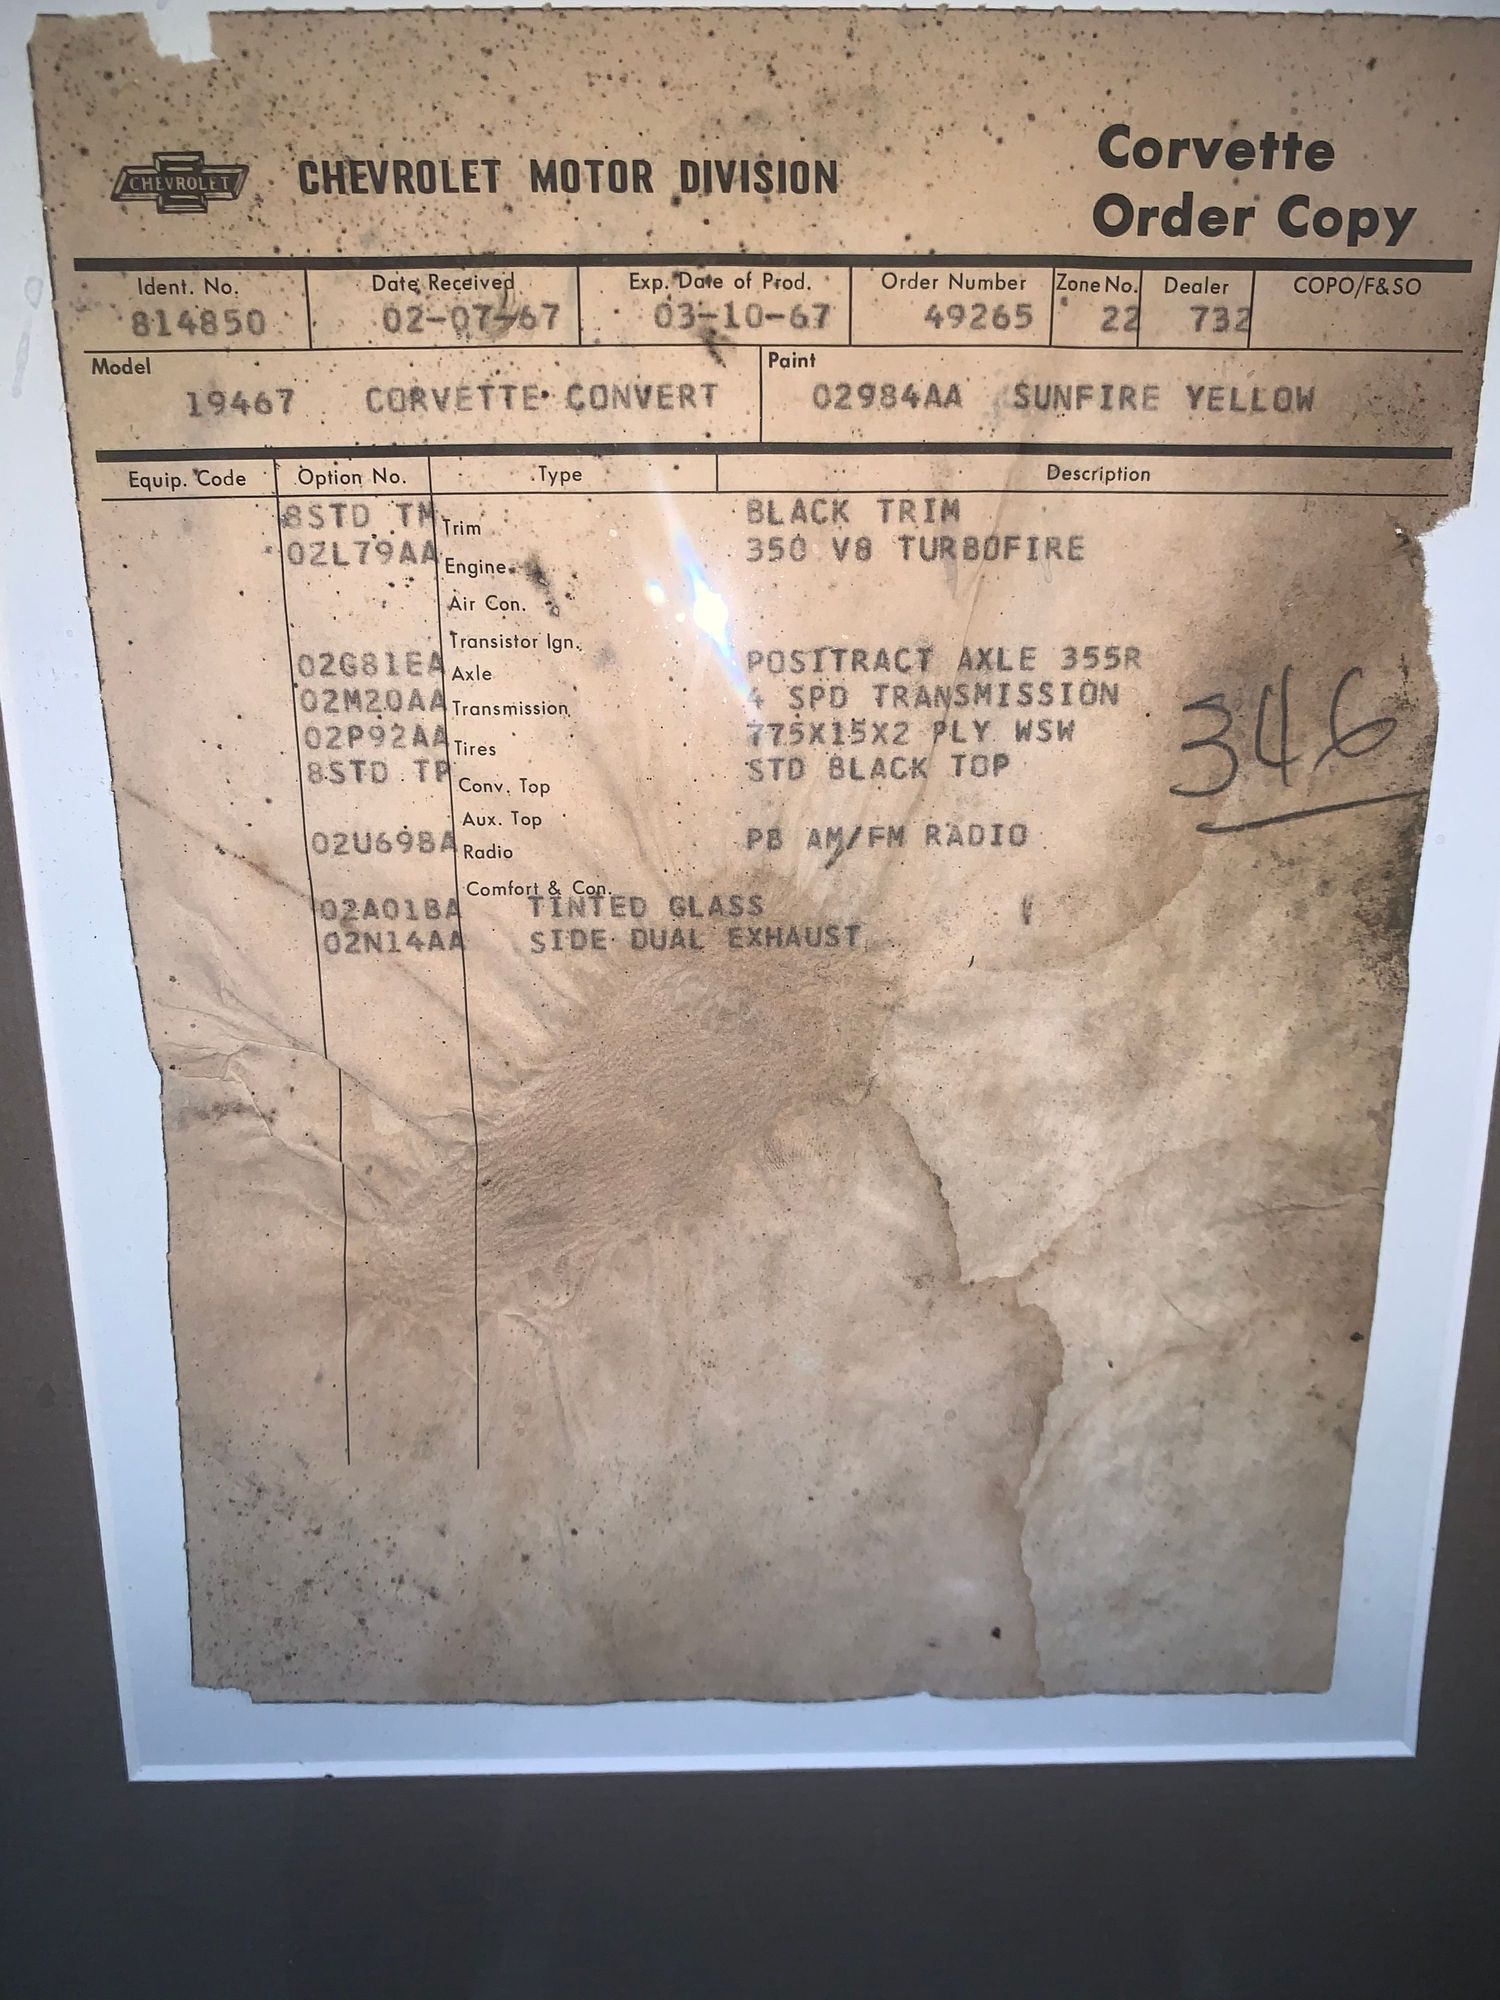 CHEVROLET CHEVROLET MOTOR DIVISION
Corvette
Order Copy
Ident. No. Date Received Exp. Date of Prod. Order Number Zone No. Dealer COPO/F&SO
814850 02-07-67 03-10-67 49265 22 732
Model Paint
19467 CORVETTE CONVERT 02984AA SUNFIRE YELLOW
Equip. Code Option No. Type Description
8STD TM Trim BLACK TRIM
02L79AA Engine 350 V8 TURBOFIRE
Air Con.
Transistor Ign.
02G81EA Axle POSITRACT AXLE 355R
02M20AA Transmission 4 SPD TRANSMISSION
346
02P92AA Tires 775X15X2 PLY WSW
8STD TP Conv. Top STD BLACK TOP
Aux. Top
02U69BA Radio PB AM/FM RADIO
Comfort & Con.
02A01BA TINTED GLASS
02N14AA SIDE DUAL EXHAUST